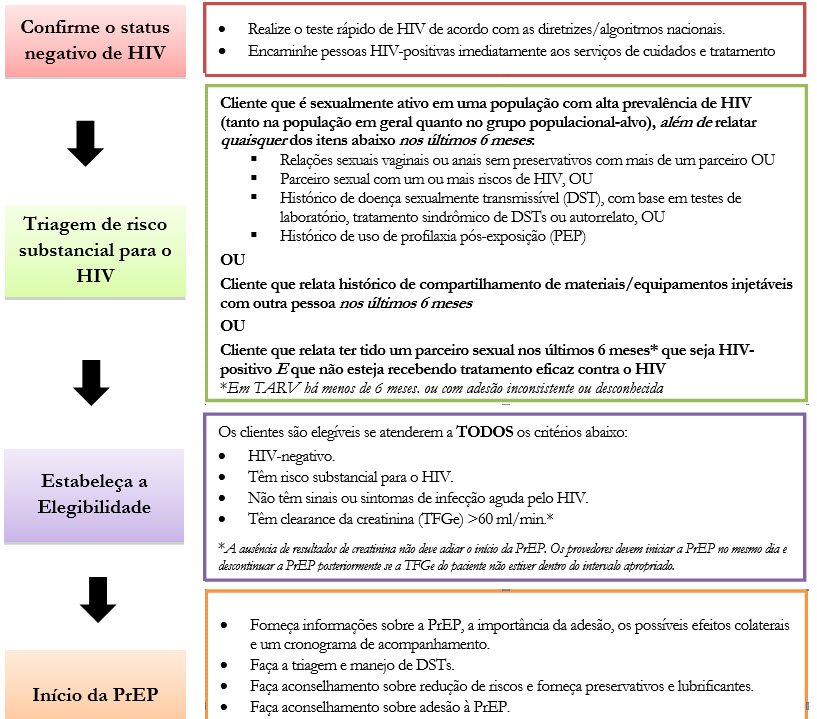 Confirme o status
negativo de HIV
• Realize o teste rápido de HIV de acordo com as diretrizes/algoritmos nacionais.
• Encaminhe pessoas HIV-positivas imediatamente aos serviços de cuidados e tratamento
Triagem de risco
substancial para o
HIV
Cliente que é sexualmente ativo em uma população com alta prevalência de HIV
(tanto na população em geral quanto no grupo populacional-alvo), além de relatar
quaisquer dos itens abaixo nos últimos 6 meses:
▪ Relações sexuais vaginais ou anais sem preservativos com mais de um parceiro OU
▪ Parceiro sexual com um ou mais riscos de HIV, OU
▪ Histórico de doença sexualmente transmissível (DST), com base em testes de
laboratório, tratamento sindrômico de DSTs ou autorrelato, OU
▪ Histórico de uso de profilaxia pós-exposição (PEP)
OU
Cliente que relata histórico de compartilhamento de materiais/equipamentos injetáveis
com outra pessoa nos últimos 6 meses
OU
Cliente que relata ter tido um parceiro sexual nos últimos 6 meses* que seja HIV-
positivo E que não esteja recebendo tratamento eficaz contra o HIV
*Em TARV há menos de 6 meses. ou com adesão inconsistente ou desconhecida
Estabeleça a
Elegibilidade
Os clientes são elegíveis se atenderem a TODOS os critérios abaixo:
• HIV-negativo.
• Têm risco substancial para o HIV.
• Não têm sinais ou sintomas de infecção aguda pelo HIV.
• Têm clearance da creatinina (TFGe) >60 ml/min.*
*A ausência de resultados de creatinina não deve adiar o início da PrEP. Os provedores devem iniciar a PrEP no mesmo dia e
descontinuar a PrEP posteriormente se a TFGe do paciente não estiver dentro do intervalo apropriado.
Início da PrEP
• Forneça informações sobre a PrEP, a importância da adesão, os possíveis efeitos colaterais
e um cronograma de acompanhamento.
• Faça a triagem e manejo de DSTs.
• Faça aconselhamento sobre redução de riscos e forneça preservativos e lubrificantes.
• Faça aconselhamento sobre adesão à PrEP.